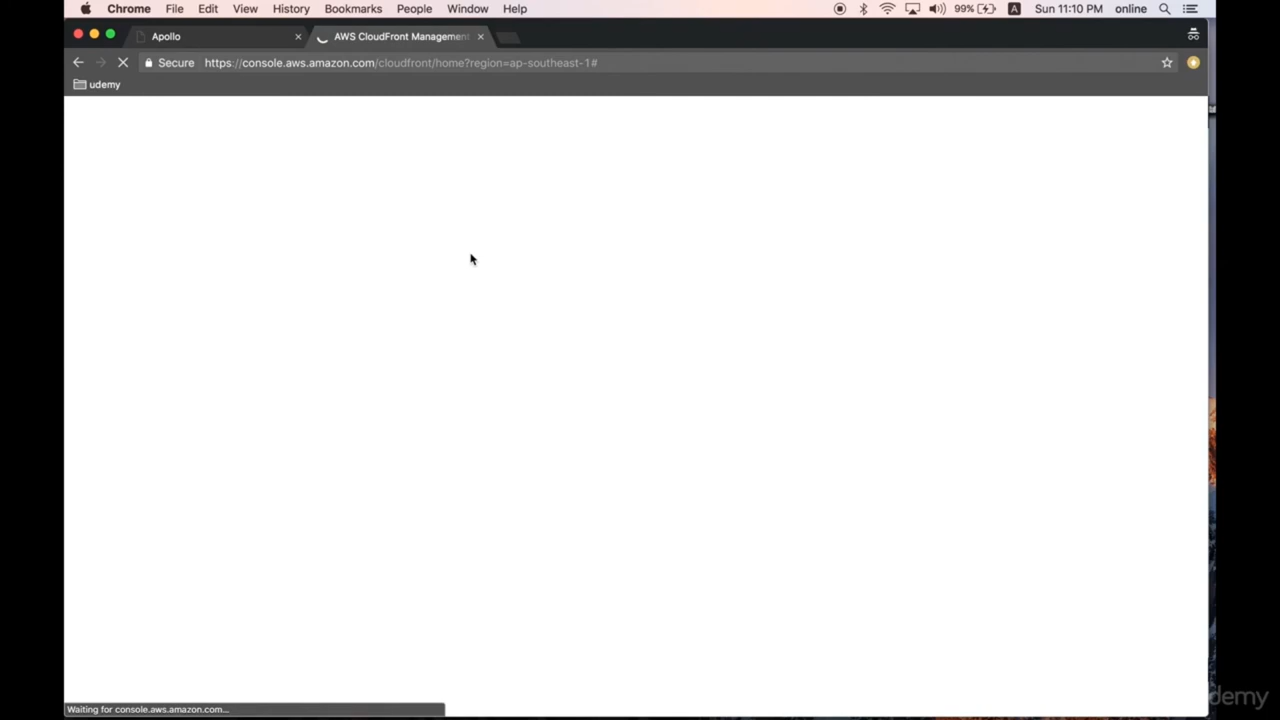 Chrome File Edit View History Bookmarks People Window Help 99% A Sun 11:10 PM online
Apollo AWS CloudFront Management
Secure https://console.aws.amazon.com/cloudfront/home?region=ap-southeast-1#
udemy
Waiting for console.aws.amazon.com...
demy